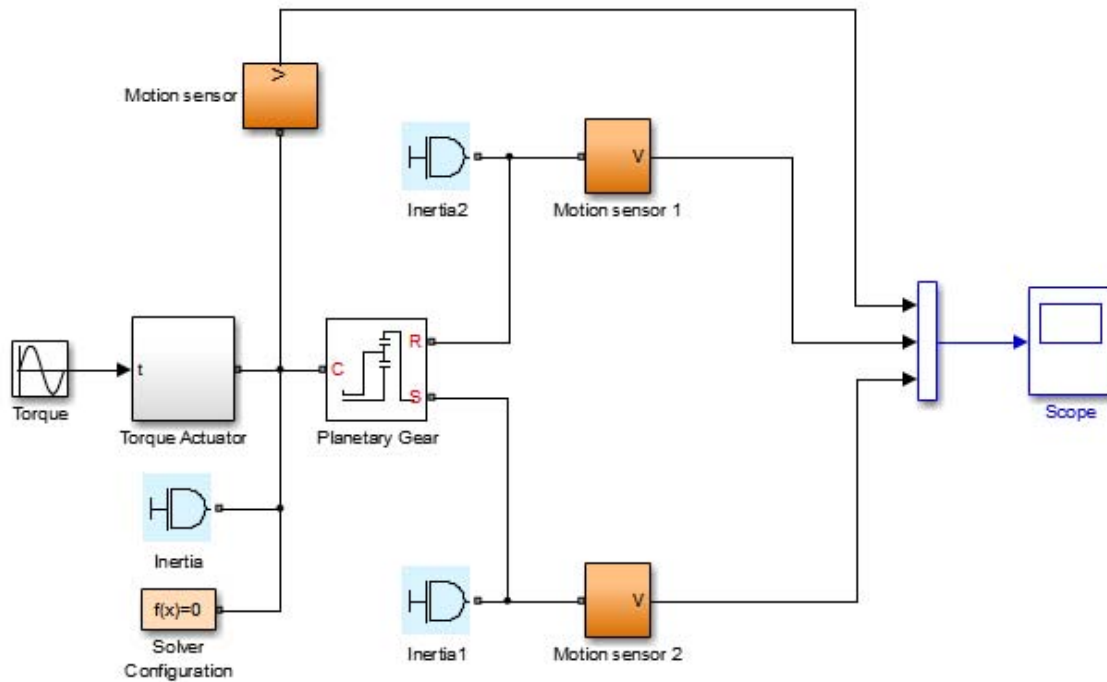 >
Motion sensor
Inertia2
V
Motion sensor 1
Torque
t
Torque Actuator
C
R
S
Planetary Gear
Scope
Inertia
f(x)=0
Solver
Configuration
Inertia1
V
Motion sensor 2